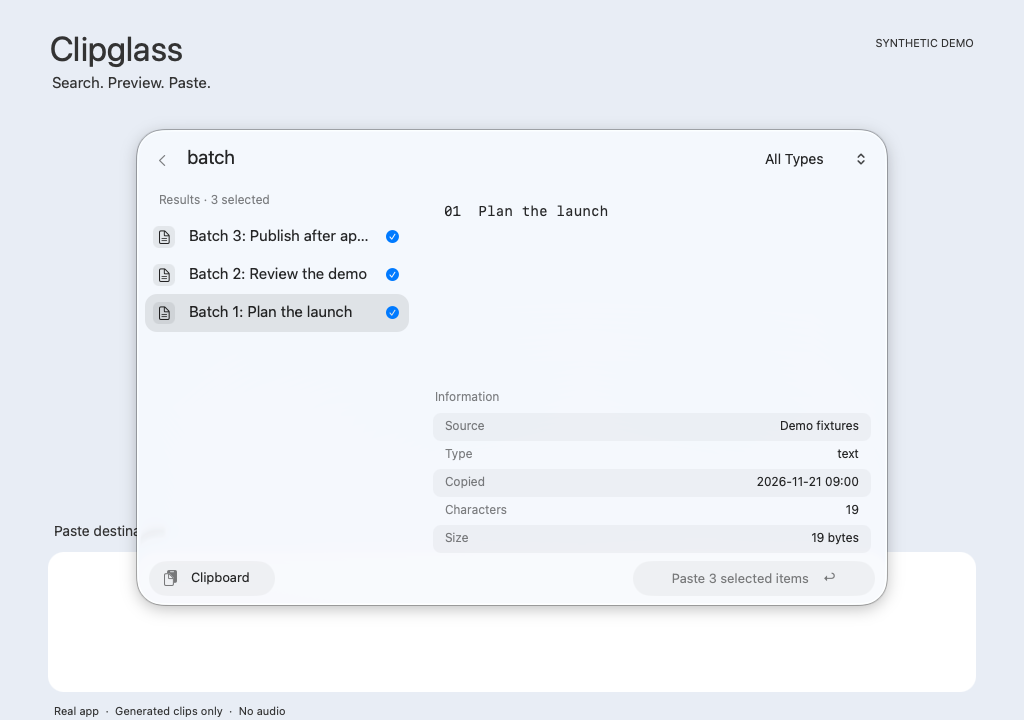 Clipglass
SYNTHETIC DEMO
Search. Preview. Paste.
batch
All Types
Results · 3 selected
Batch 3: Publish after ap...
Batch 2: Review the demo
Batch 1: Plan the launch
01 Plan the launch
Information
Source Demo fixtures
Type text
Copied 2026-11-21 09:00
Characters 19
Size 19 bytes
Paste destina
Clipboard
Paste 3 selected items
Real app · Generated clips only · No audio